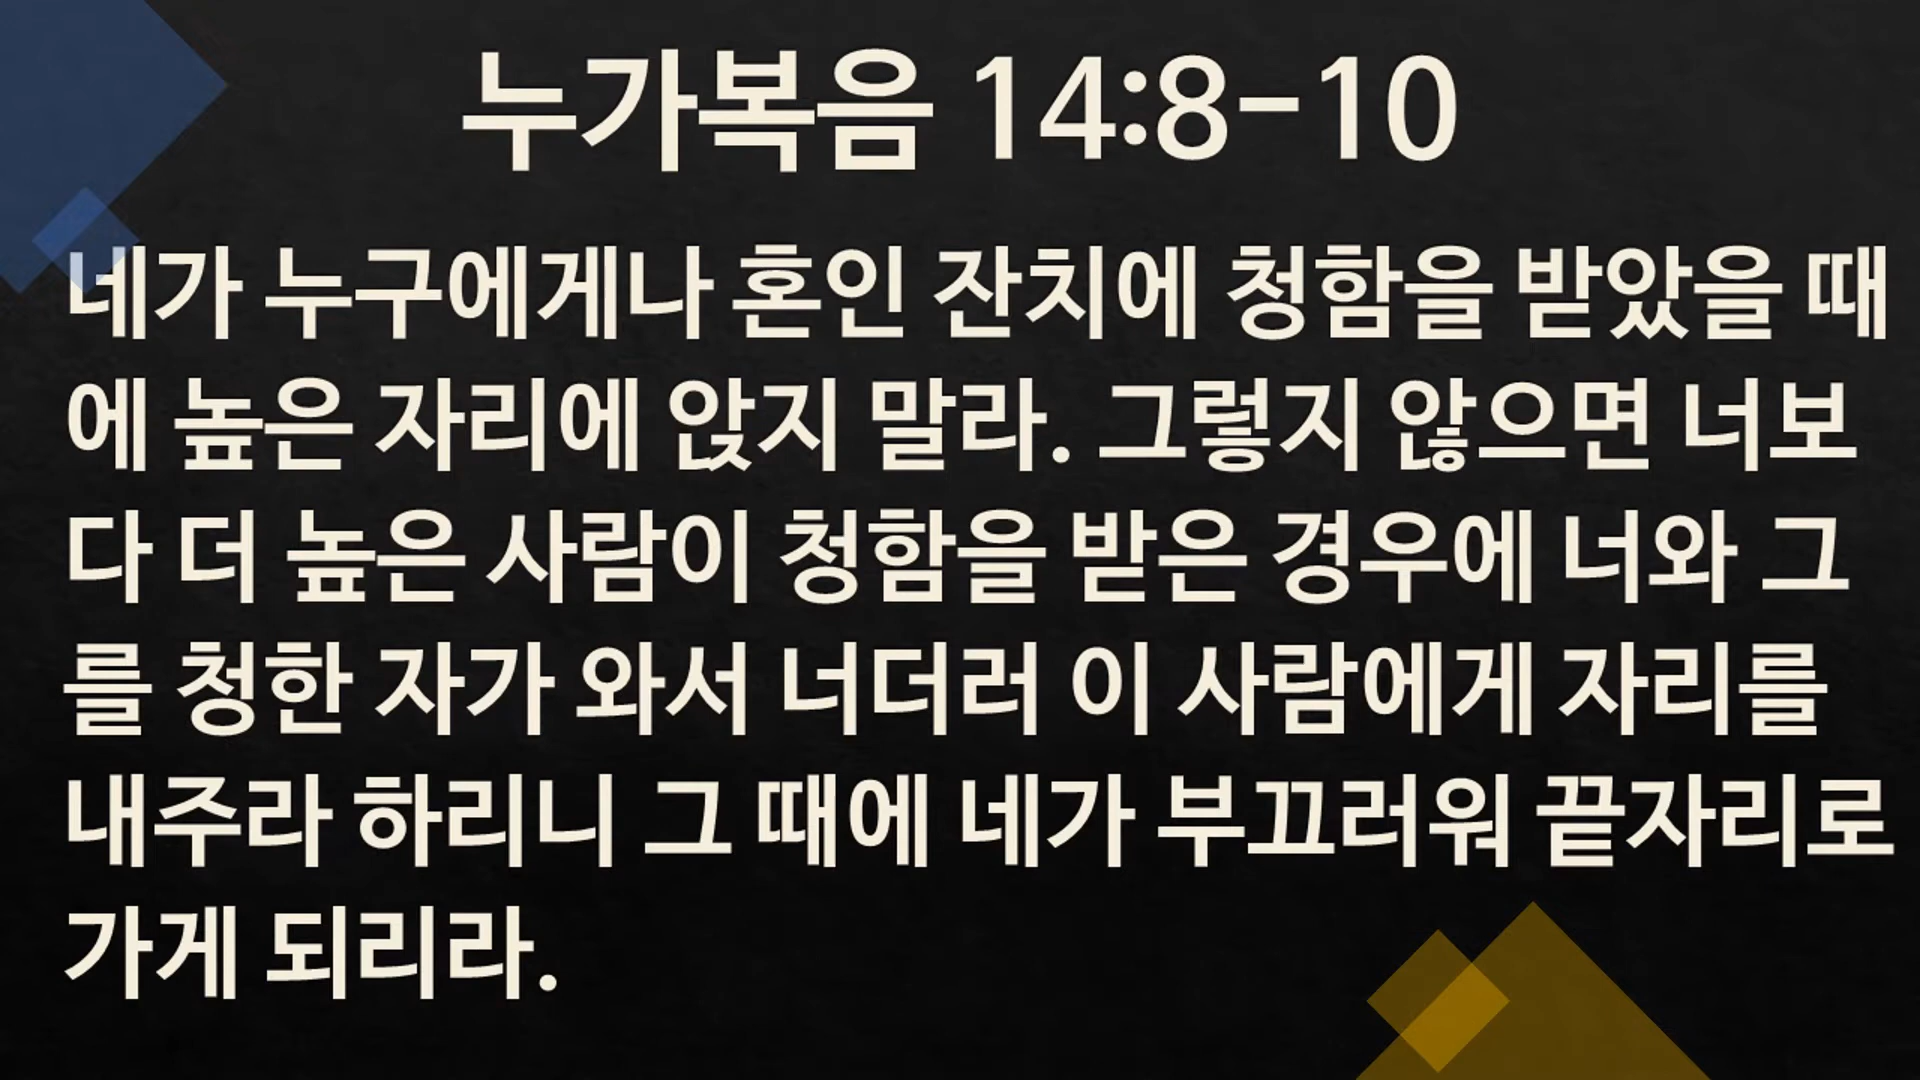 누가복음 14:8-10
네가 누구에게나 혼인 잔치에 청함을 받았을 때
에 높은 자리에 앉지 말라. 그렇지 않으면 너보
다 더 높은 사람이 청함을 받은 경우에 너와 그
를 청한 자가 와서 너더러 이 사람에게 자리를
내주라 하리니 그 때에 네가 부끄러워 끝자리로
가게 되리라.